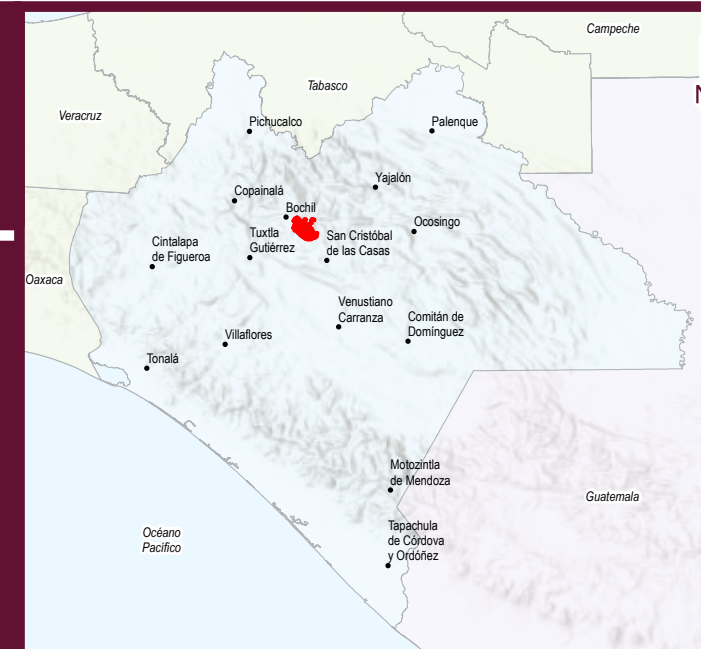 Campeche
Tabasco
N
Veracruz
Pichucalco
Palenque
Yajalón
Copainalá
Bochil
Ocosingo
Tuxtla
Gutiérrez
San Cristóbal
de las Casas
Cintalapa
de Figueroa
Oaxaca
Venustiano
Carranza
Comitán de
Domínguez
Villaflores
Tonalá
Motozintla
de Mendoza
Guatemala
Tapachula
de Córdova
y Ordóñez
Océano
Pacifico